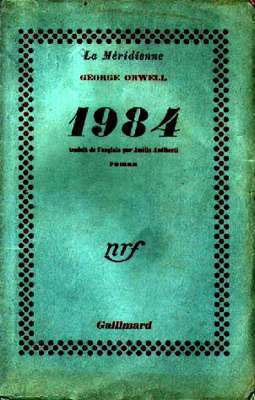 La Méridienne
GEORGE ORWELL
1984
traduit de l'anglais par Amélie Audiberti
roman
nrf
Gallimard